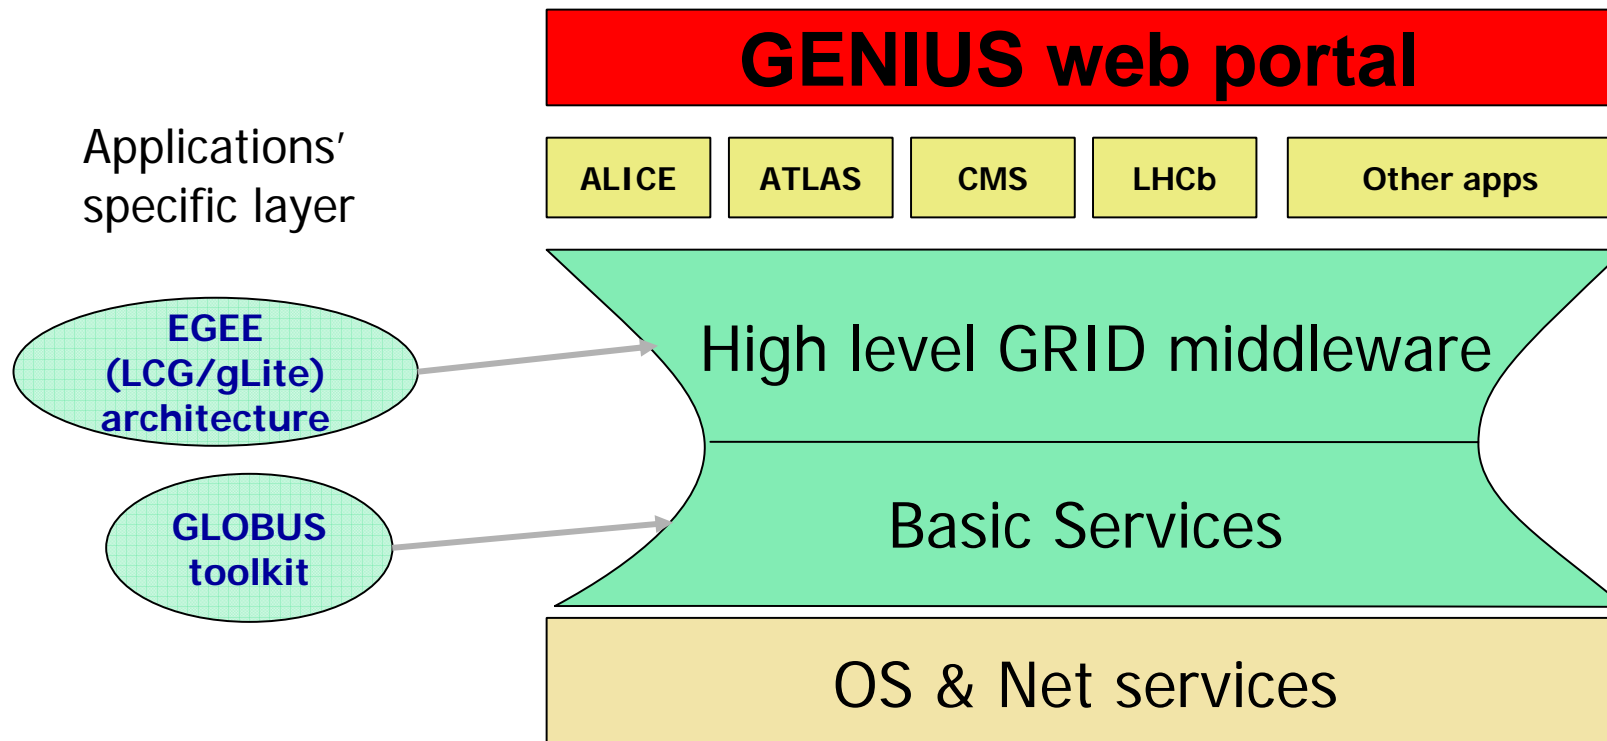 GENIUS web portal
Applications’
specific layer
ALICE
ATLAS
CMS
LHCb
Other apps
EGEE
(LCG/gLite)
architecture
High level GRID middleware
GLOBUS
toolkit
Basic Services
OS & Net services